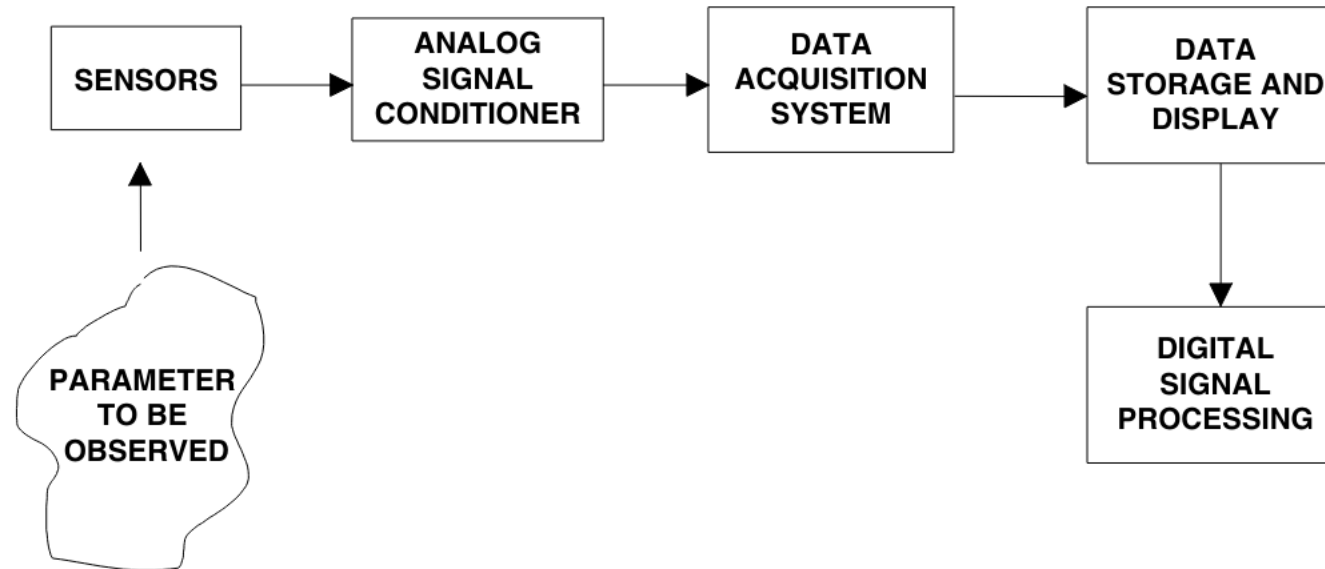 SENSORS
ANALOG
SIGNAL
CONDITIONER
DATA
ACQUISITION
SYSTEM
DATA
STORAGE AND
DISPLAY
PARAMETER
TO BE
OBSERVED
DIGITAL
SIGNAL
PROCESSING